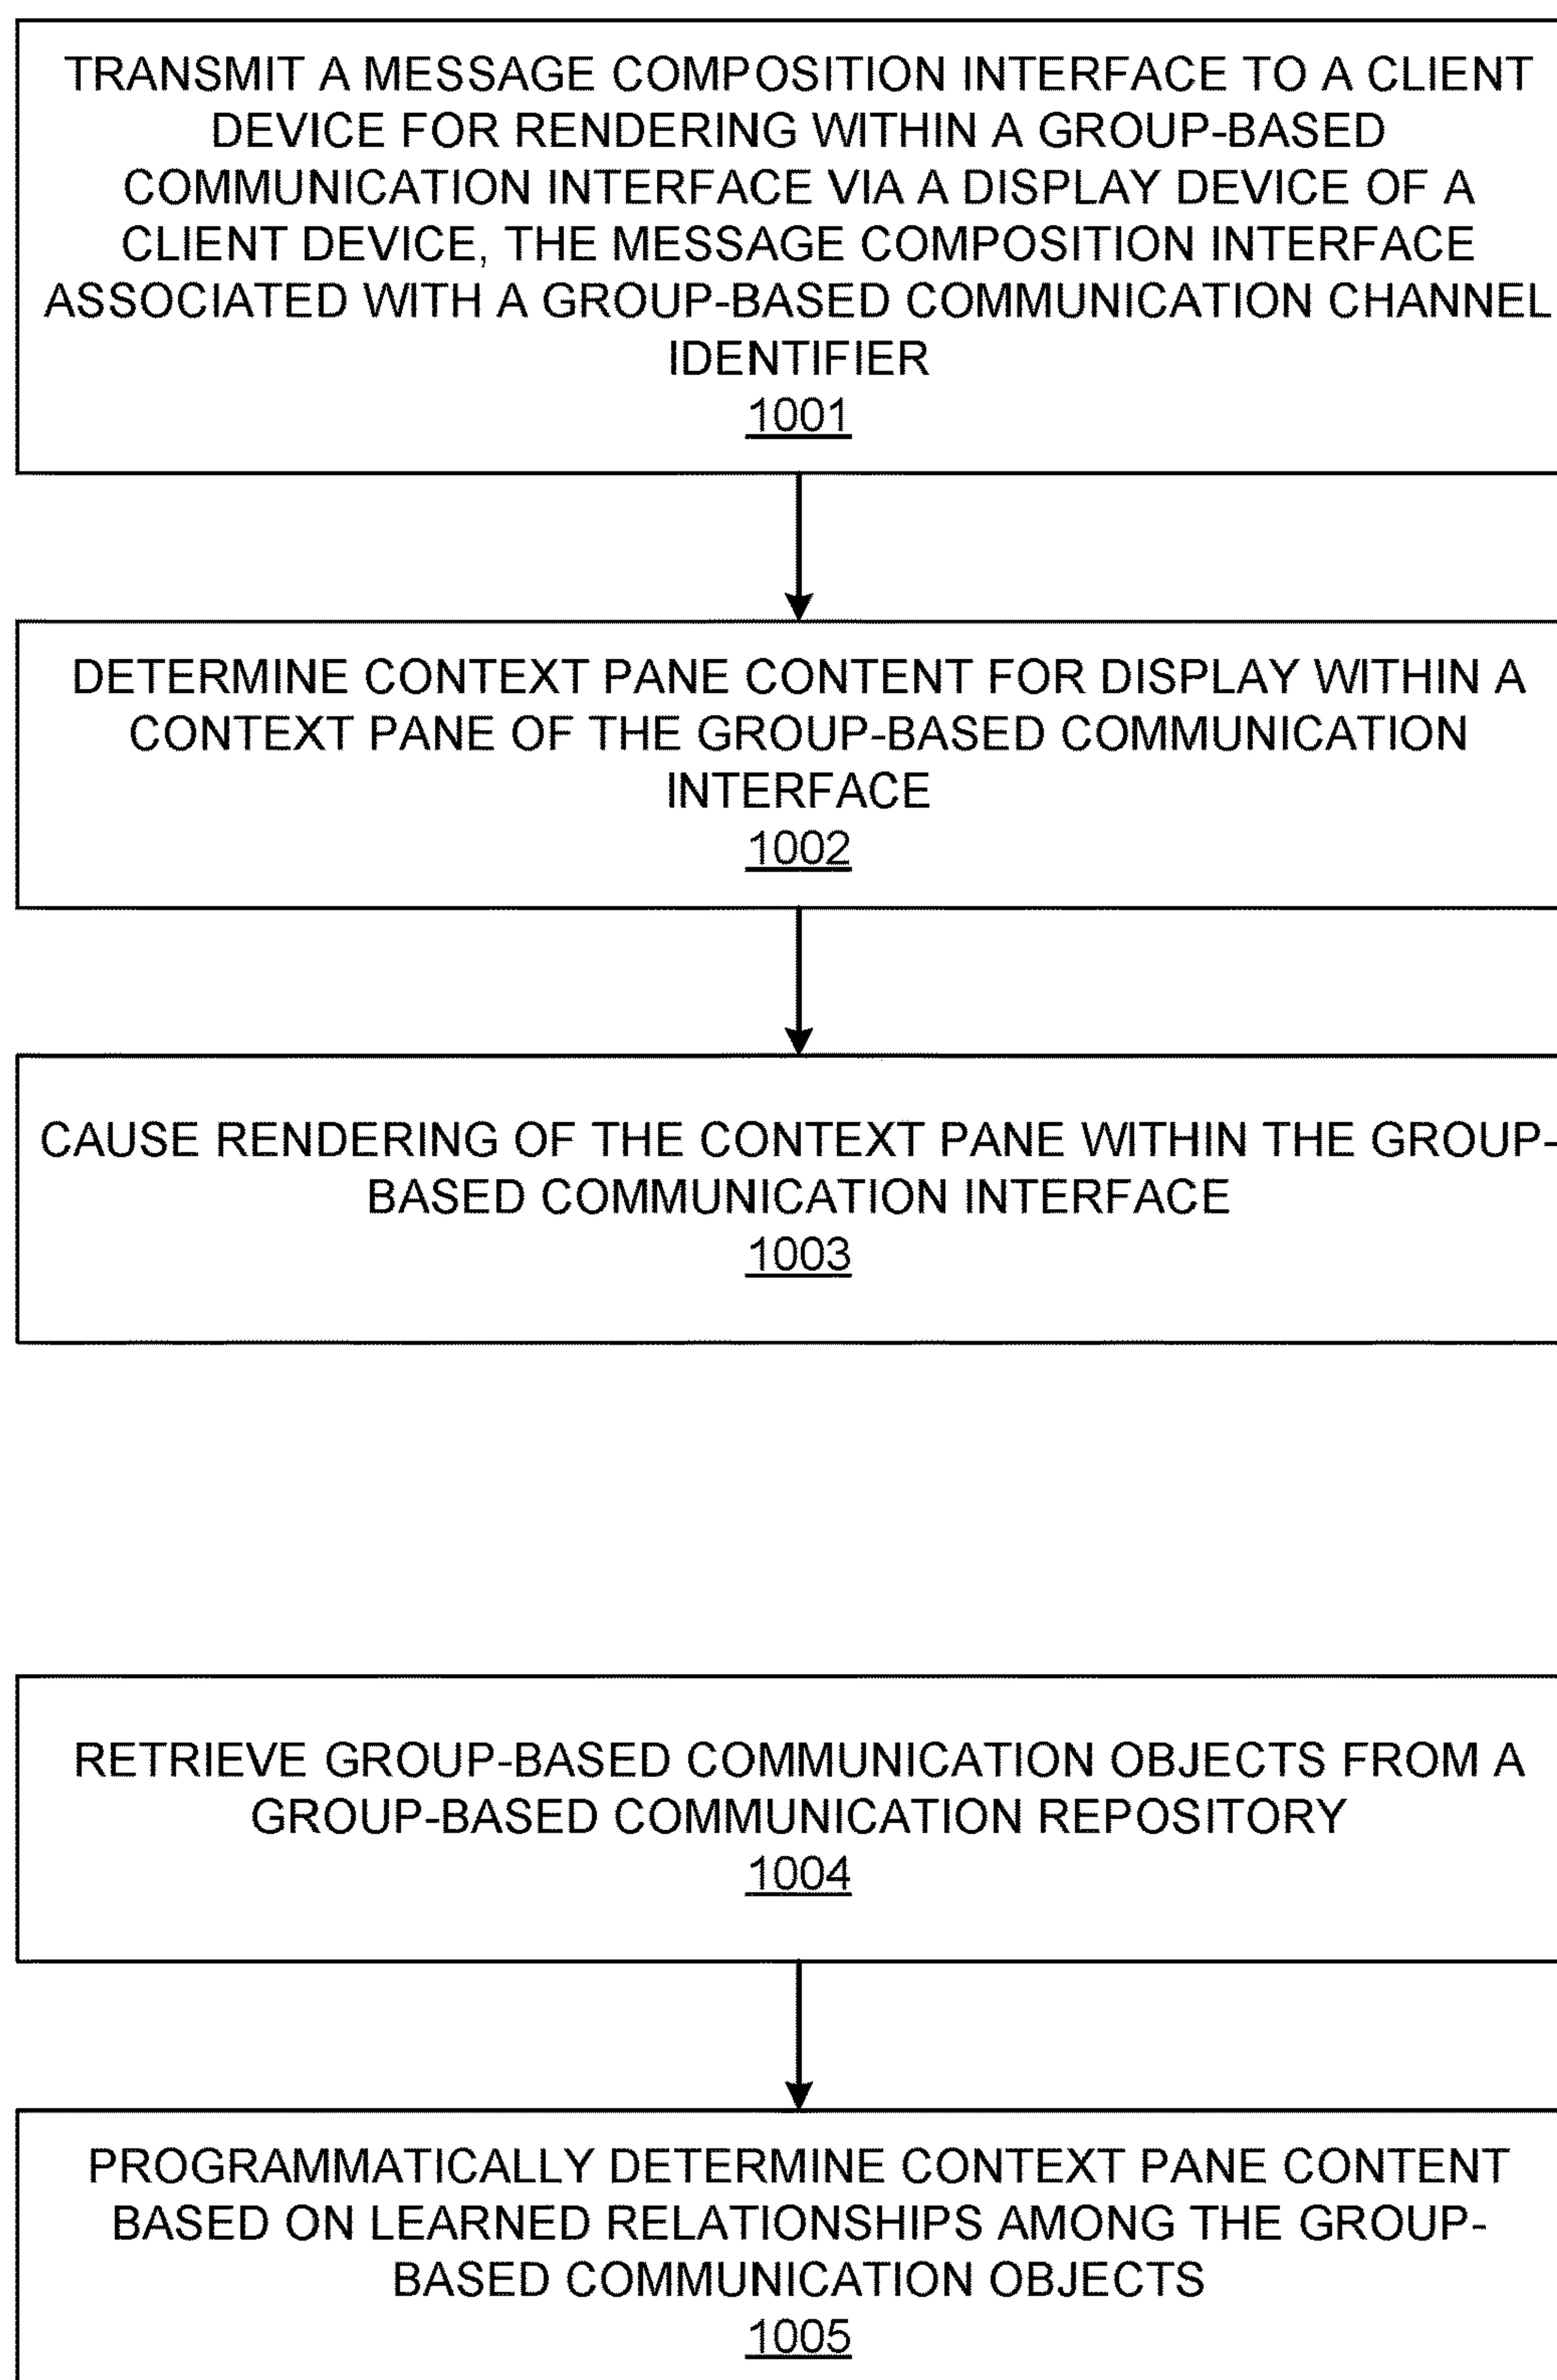 TRANSMIT A MESSAGE COMPOSITION INTERFACE TO A CLIENT
DEVICE FOR RENDERING WITHIN A GROUP-BASED
COMMUNICATION INTERFACE VIA A DISPLAY DEVICE OF A
CLIENT DEVICE, THE MESSAGE COMPOSITION INTERFACE
ASSOCIATED WITH A GROUP-BASED COMMUNICATION CHANNEL
IDENTIFIER
1001
DETERMINE CONTEXT PANE CONTENT FOR DISPLAY WITHIN A
CONTEXT PANE OF THE GROUP-BASED COMMUNICATION
INTERFACE
1002
CAUSE RENDERING OF THE CONTEXT PANE WITHIN THE GROUP-
BASED COMMUNICATION INTERFACE
1003
RETRIEVE GROUP-BASED COMMUNICATION OBJECTS FROM A
GROUP-BASED COMMUNICATION REPOSITORY
1004
PROGRAMMATICALLY DETERMINE CONTEXT PANE CONTENT
BASED ON LEARNED RELATIONSHIPS AMONG THE GROUP-
BASED COMMUNICATION OBJECTS
1005